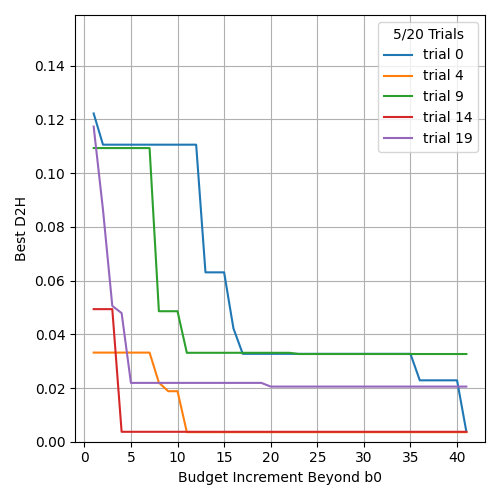 5/20 Trials
trial 0
trial 4
trial 9
trial 14
trial 19
0.14
0.12
0.10
0.08
0.06
0.04
0.02
0.00
Best D2H
0 5 10 15 20 25 30 35 40
Budget Increment Beyond b0